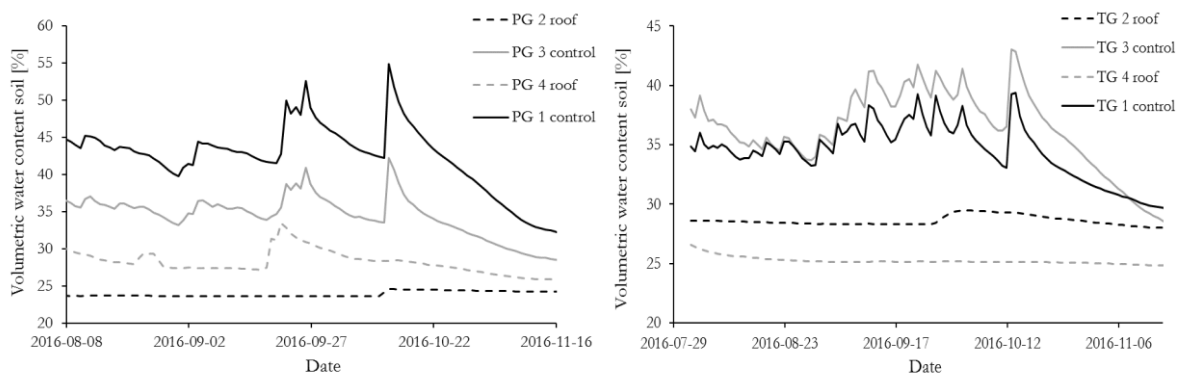 Volumetric water content soil [%]
60
55
50
45
40
35
30
25
20
2016-08-08
2016-09-02
2016-09-27
2016-10-22
2016-11-16
Date
PG 2 roof
PG 3 control
PG 4 roof
PG 1 control
Volumetric water content soil [%]
45
40
35
30
25
20
2016-07-29
2016-08-23
2016-09-17
2016-10-12
2016-11-06
Date
TG 2 roof
TG 3 control
TG 4 roof
TG 1 control